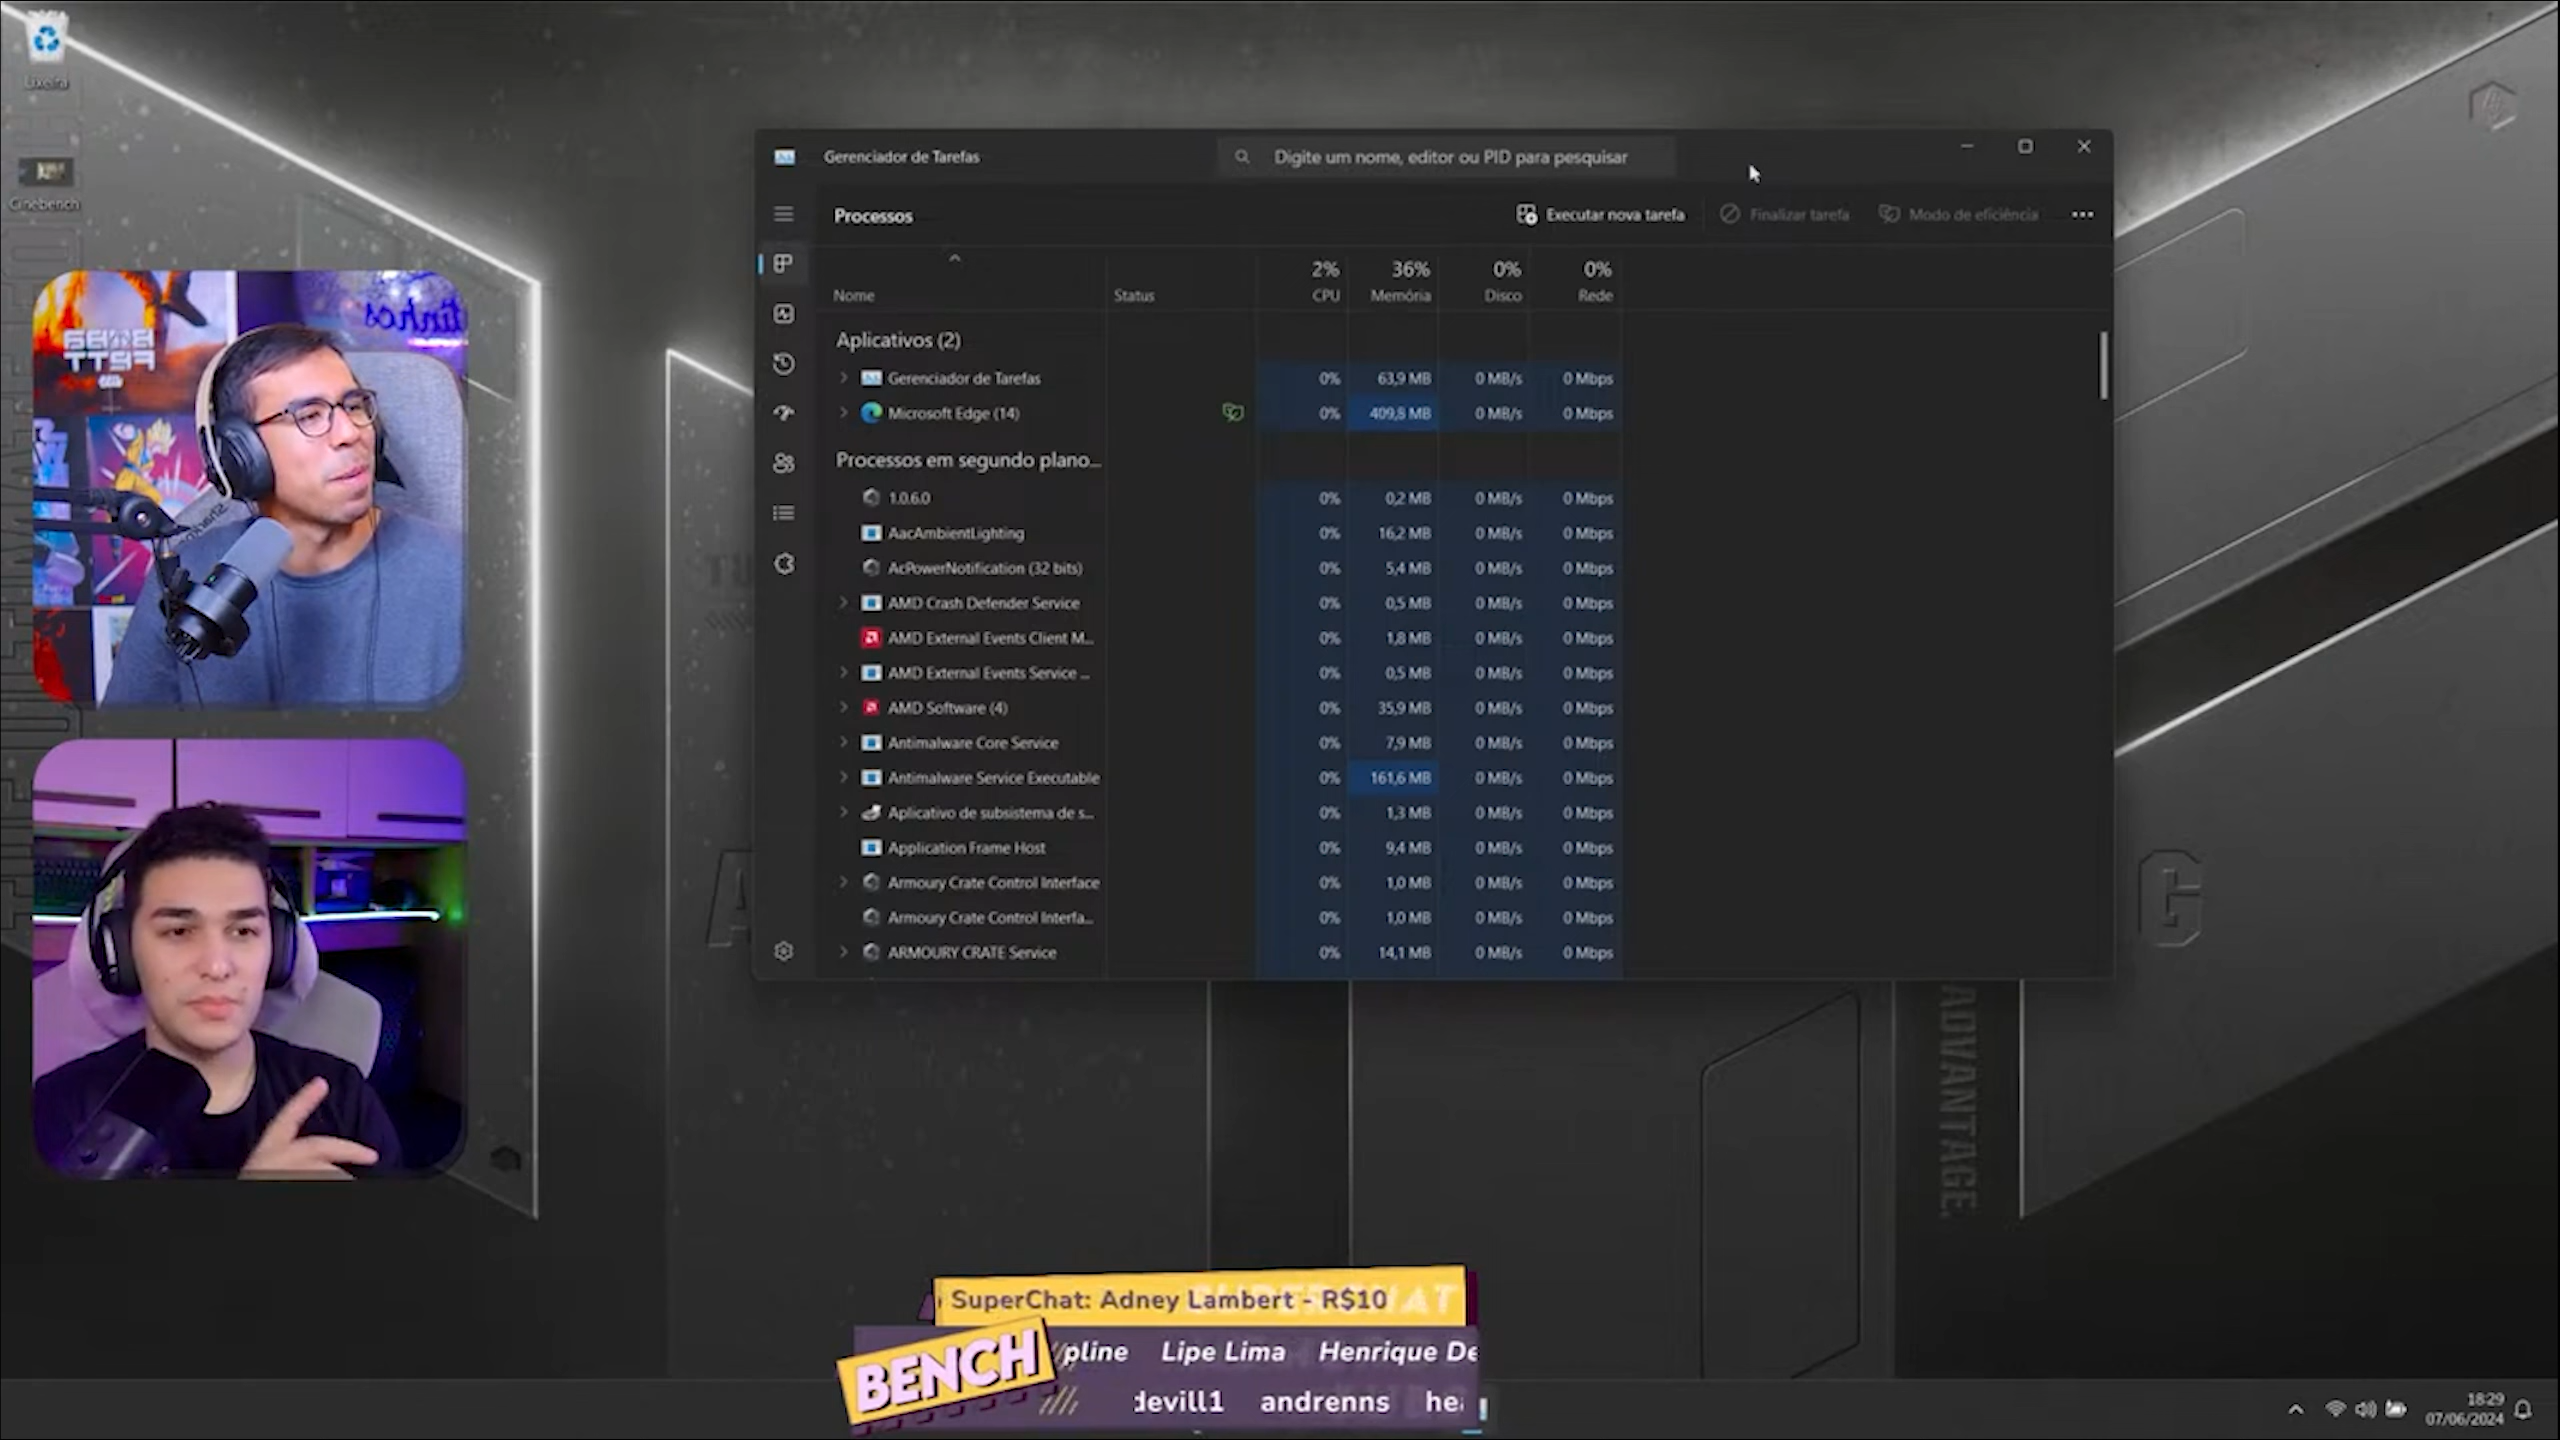 Lixeira
Cinebench
Gerenciador de Tarefas
Digite um nome, editor ou PID para pesquisar
Processos
Executar nova tarefa
Finalizar tarefa
Modo de eficiência
Nome Status 2% CPU 36% Memória 0% Disco 0% Rede
Aplicativos (2)
Gerenciador de Tarefas 0% 63,9 MB 0 MB/s 0 Mbps
Microsoft Edge (14) 0% 409,8 MB 0 MB/s 0 Mbps
Processos em segundo plano...
1.0.6.0 0% 0,2 MB 0 MB/s 0 Mbps
AacAmbientLighting 0% 16,2 MB 0 MB/s 0 Mbps
AcPowerNotification (32 bits) 0% 5,4 MB 0 MB/s 0 Mbps
AMD Crash Defender Service 0% 0,5 MB 0 MB/s 0 Mbps
AMD External Events Client M... 0% 1,8 MB 0 MB/s 0 Mbps
AMD External Events Service ... 0% 0,5 MB 0 MB/s 0 Mbps
AMD Software (4) 0% 35,9 MB 0 MB/s 0 Mbps
Antimalware Core Service 0% 7,9 MB 0 MB/s 0 Mbps
Antimalware Service Executable 0% 161,6 MB 0 MB/s 0 Mbps
Aplicativo de subsistema de s... 0% 1,3 MB 0 MB/s 0 Mbps
Application Frame Host 0% 9,4 MB 0 MB/s 0 Mbps
Armoury Crate Control Interface 0% 1,0 MB 0 MB/s 0 Mbps
Armoury Crate Control Interfa... 0% 1,0 MB 0 MB/s 0 Mbps
ARMOURY CRATE Service 0% 14,1 MB 0 MB/s 0 Mbps
G
ADVANTAGE
SuperChat: Adney Lambert - R$10
BENCH
pline Lipe Lima Henrique De
devill1 andrenns he
18:29
07/06/2024